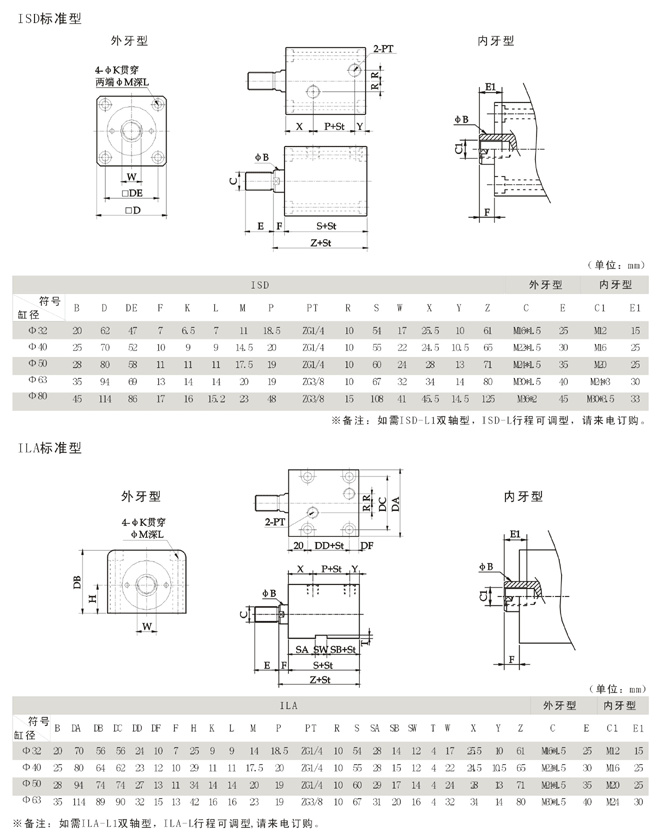 ISD标准型
外牙型
内牙型
4-φK贯穿
两端φM深L
W
□DE
□D
2-PT
R R
X P+St Y
φB
C
E F S+St
Z+St
E1
φB
C1
F
(单位: mm)
ISD 外牙型 内牙型
符号 缸径 B D DE F K L M P PT R S W X Y Z C E C1 E1
Φ32 20 62 47 7 6.5 7 11 18.5 ZG1/4 10 54 17 25.5 10 61 M16*1.5 25 M12 15
Φ40 25 70 52 10 9 9 14.5 20 ZG1/4 10 55 22 24.5 10.5 65 30 M16 25
Φ50 28 80 58 11 11 11 17.5 19 ZG1/4 10 60 24 28 13 71 35 M20 25
Φ63 35 94 69 13 14 14 20 19 ZG3/8 10 67 32 34 14 80 M30*1.5 40 M24*3 30
Φ80 45 114 86 17 16 15.2 23 48 ZG3/8 15 108 41 45.5 14.5 125 M36*2 45 M30*3.5 33
※备注: 如需ISD-L1双轴型, ISD-L行程可调型, 请来电订购。
ILA标准型
外牙型
内牙型
4-φK贯穿
φM深L
DB
H
W
2-PT
R R
DC
DA
20 DD+St DF
X P+St Y
φB
C
T
SA SW SB+St
E F S+St
Z+St
E1
φB
C1
F
(单位: mm)
ILA 外牙型 内牙型
符号 缸径 B DA DB DC DD DF F H K L M P PT R S SA SB SW T W X Y Z C E C1 E1
Φ32 20 70 56 56 24 10 7 25 9 9 14 18.5 ZG1/4 10 54 28 14 12 4 17 25.5 10 61 M16*1.5 25 M12 15
Φ40 25 80 64 62 23 12 10 29 11 11 17.5 20 ZG1/4 10 55 28 15 12 4 22 24.5 10.5 65 30 M16 25
Φ50 28 94 74 74 27 13 11 34 14 14 20 19 ZG1/4 10 60 29 17 14 4 24 28 13 71 35 M20 25
Φ63 35 114 89 90 32 15 13 42 16 16 23 19 ZG3/8 10 67 31 20 16 4 32 31 14 80 M30*1.5 40 M24 30
※备注: 如需ILA-L1双轴型, ILA-L行程可调型, 请来电订购。